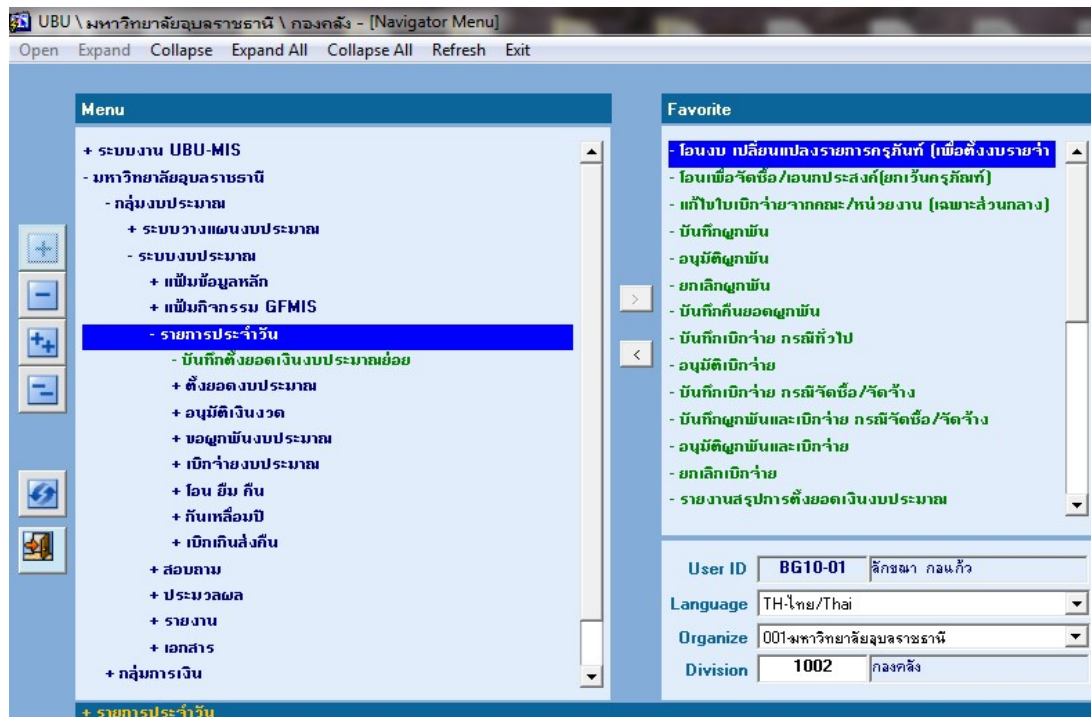 UBU \ มหาวิทยาลัยอุบลราชธานี \ กองคลัง - [Navigator Menu]
Open Expand Collapse Expand All Collapse All Refresh Exit
Menu
+ ระบบงาน UBU-MIS
- มหาวิทยาลัยอุบลราชธานี
- กลุ่มงบประมาณ
+ ระบบวางแผนงบประมาณ
- ระบบงบประมาณ
+ แฟ้มข้อมูลหลัก
+ แฟ้มกิจกรรม GFMIS
- รายการประจำวัน
- บันทึกตั้งยอดเงินงบประมาณย่อย
+ ตั้งยอดงบประมาณ
+ อนุมัติเงินงวด
+ ขอผูกพันงบประมาณ
+ เบิกจ่ายงบประมาณ
+ โอน ยืม คืน
+ กันเหลื่อมปี
+ เบิกเกินส่งคืน
+ สอบถาม
+ ประมวลผล
+ รายงาน
+ เอกสาร
+ กลุ่มการเงิน
+ รายการประจำวัน
Favorite
- โอนงบ เปลี่ยนแปลงรายการครุภัณฑ์ (เพื่อตั้งงบรายจ่า
- โอนเพื่อจัดซื้อ/เอนกประสงค์(ยกเว้นครุภัณฑ์)
- แก้ไขใบเบิกจ่ายจากคณะ/หน่วยงาน (เฉพาะส่วนกลาง)
- บันทึกผูกพัน
- อนุมัติผูกพัน
- ยกเลิกผูกพัน
- บันทึกคืนยอดผูกพัน
- บันทึกเบิกจ่าย กรณีทั่วไป
- อนุมัติเบิกจ่าย
- บันทึกเบิกจ่าย กรณีจัดซื้อ/จัดจ้าง
- บันทึกผูกพันและเบิกจ่าย กรณีจัดซื้อ/จัดจ้าง
- อนุมัติผูกพันและเบิกจ่าย
- ยกเลิกเบิกจ่าย
- รายงานสรุปการตั้งยอดเงินงบประมาณ
User ID BG10-01 ลักขณา กอแก้ว
Language TH-ไทย/Thai
Organize 001-มหาวิทยาลัยอุบลราชธานี
Division 1002 กองคลัง